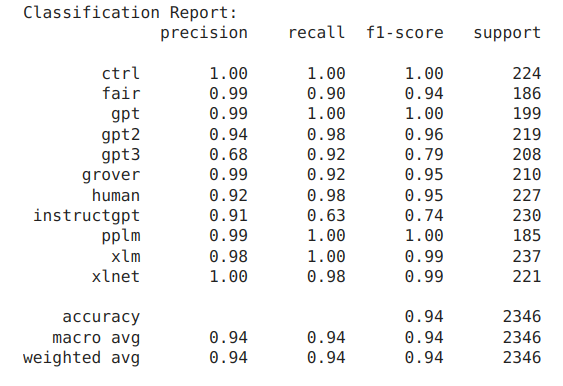 Classification Report:
precision recall f1-score support
ctrl 1.00 1.00 1.00 224
fair 0.99 0.90 0.94 186
gpt 0.99 1.00 1.00 199
gpt2 0.94 0.98 0.96 219
gpt3 0.68 0.92 0.79 208
grover 0.99 0.92 0.95 210
human 0.92 0.98 0.95 227
instructgpt 0.91 0.63 0.74 230
pplm 0.99 1.00 1.00 185
xlm 0.98 1.00 0.99 237
xlnet 1.00 0.98 0.99 221
accuracy 0.94 2346
macro avg 0.94 0.94 0.94 2346
weighted avg 0.94 0.94 0.94 2346